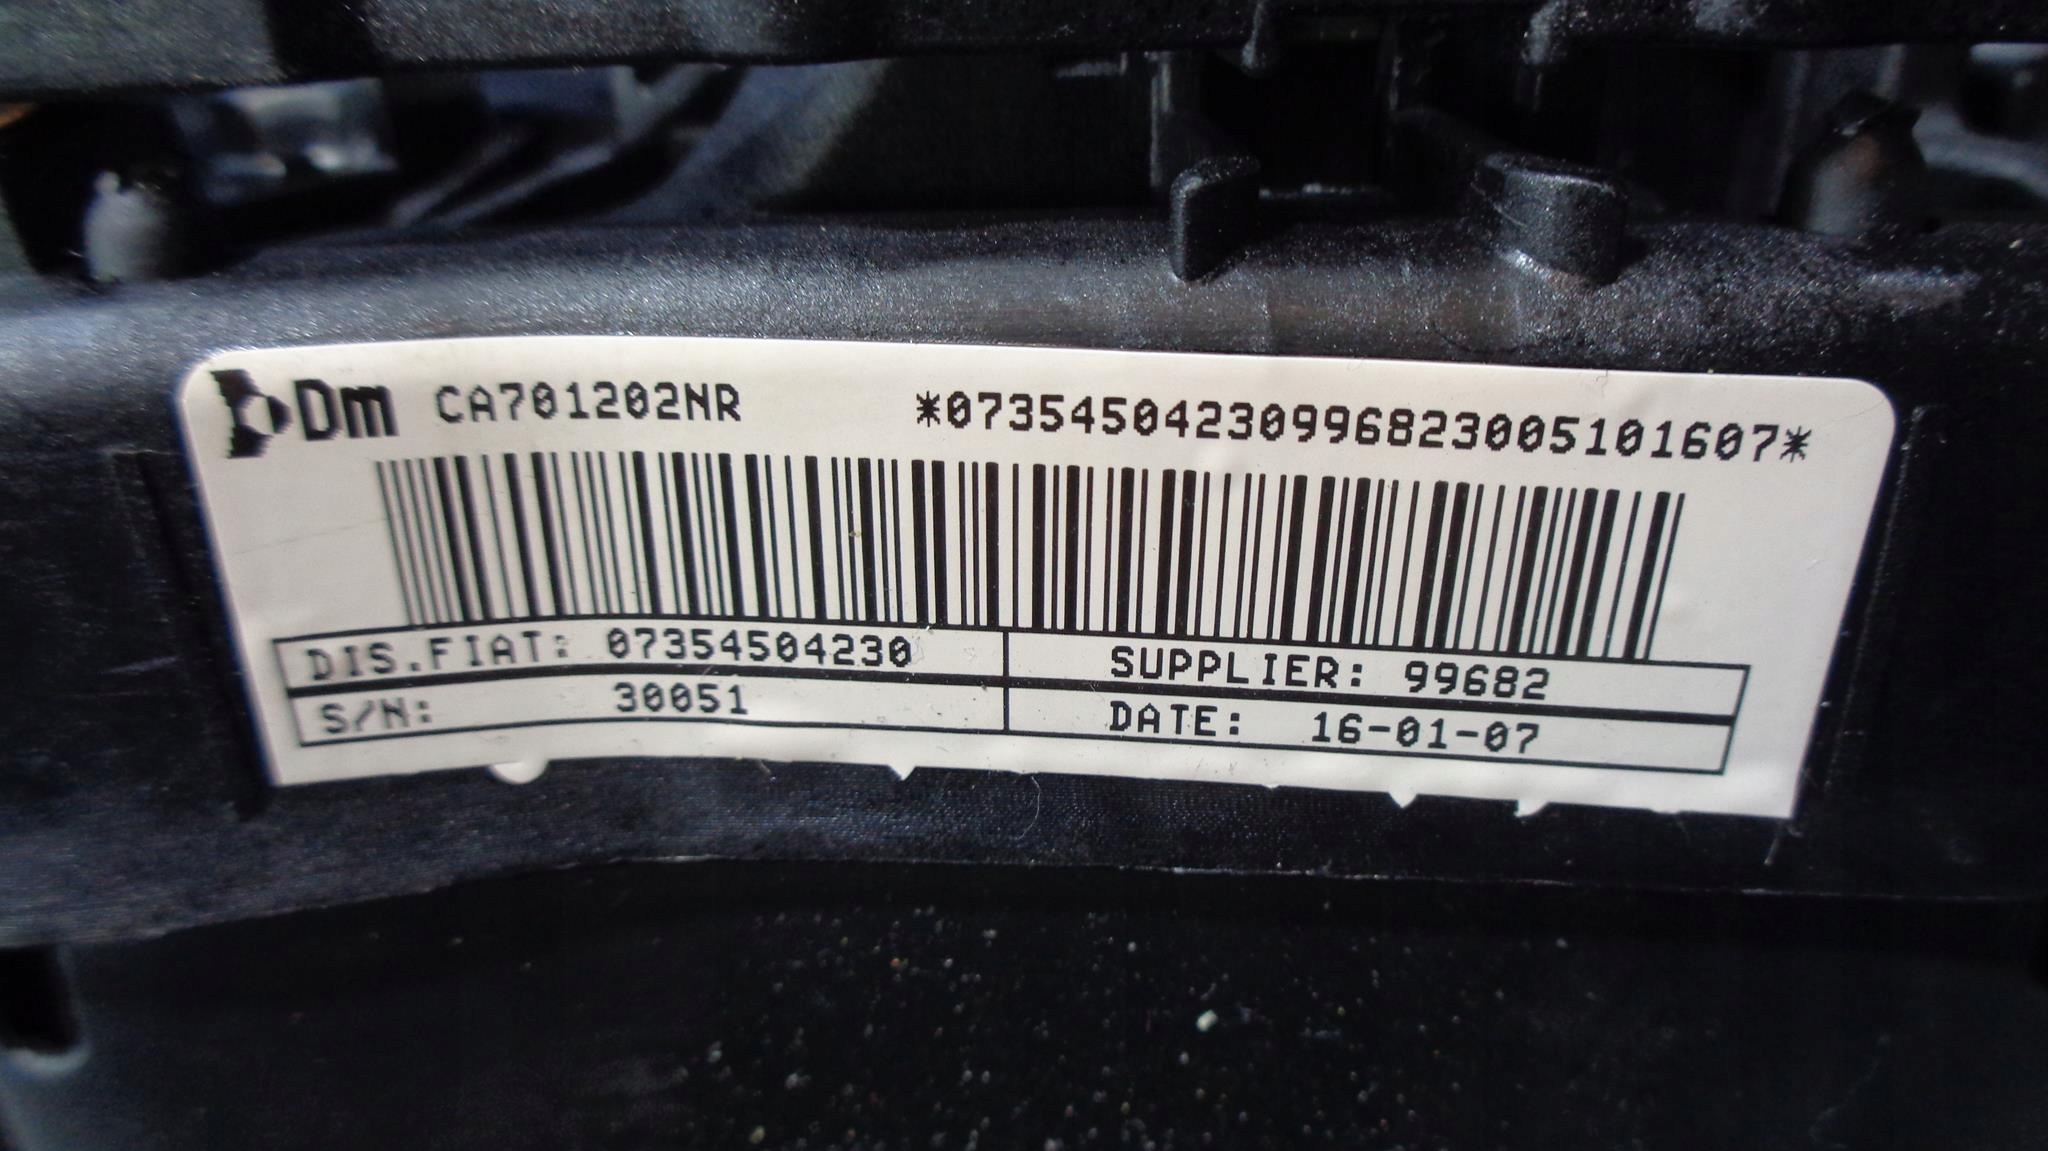 Dm CA701202NR *07354504230996823005101607*
DIS.FIAT: 07354504230 SUPPLIER: 99682
S/N: 30051 DATE: 16-01-07